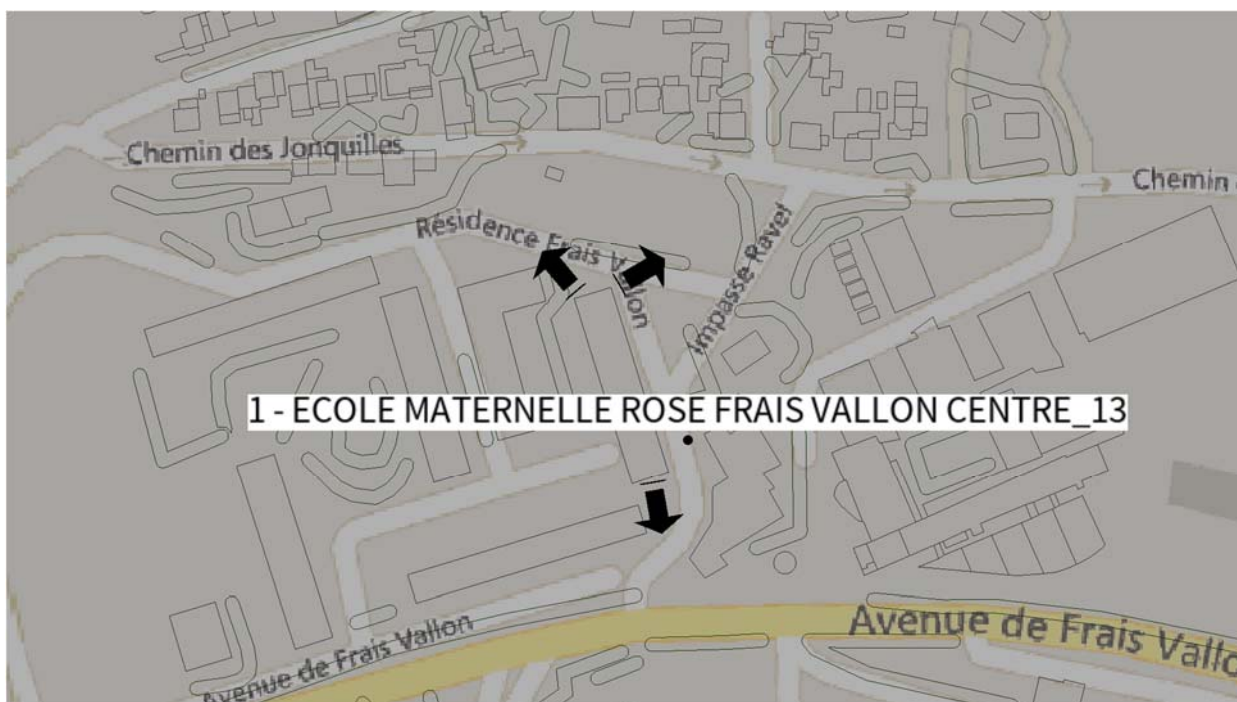 Chemin des Jonquilles
Chemin
Résidence Frais Vallon
Impasse Ravel
1 - ECOLE MATERNELLE ROSE FRAIS VALLON CENTRE_13
Avenue de Frais Vallon
Avenue de Frais Vallo